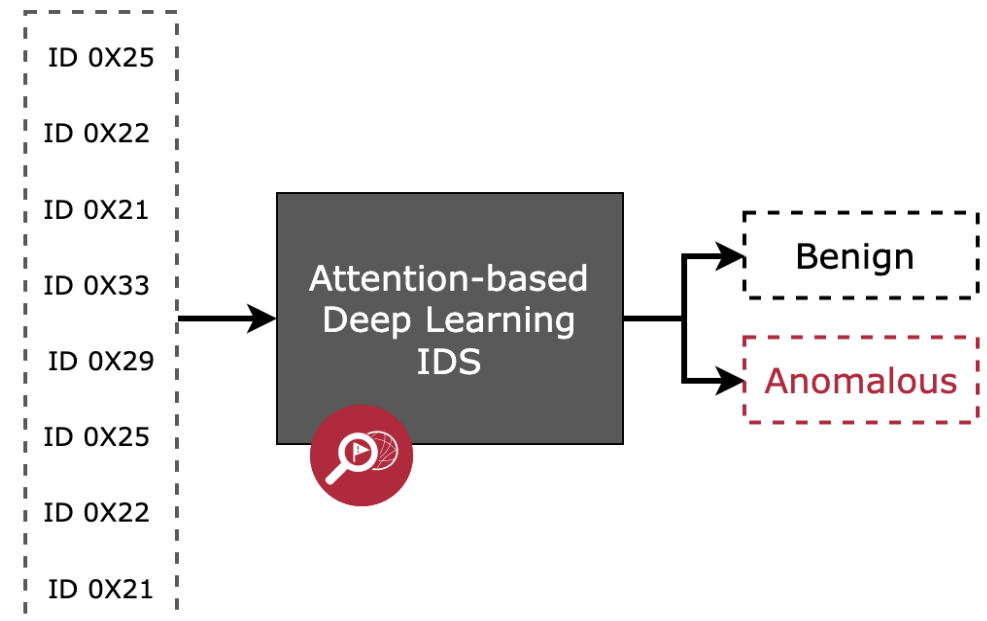 ID 0X25
ID 0X22
ID 0X21
ID 0X33
ID 0X29
ID 0X25
ID 0X22
ID 0X21
Attention-based
Deep Learning
IDS
Benign
Anomalous